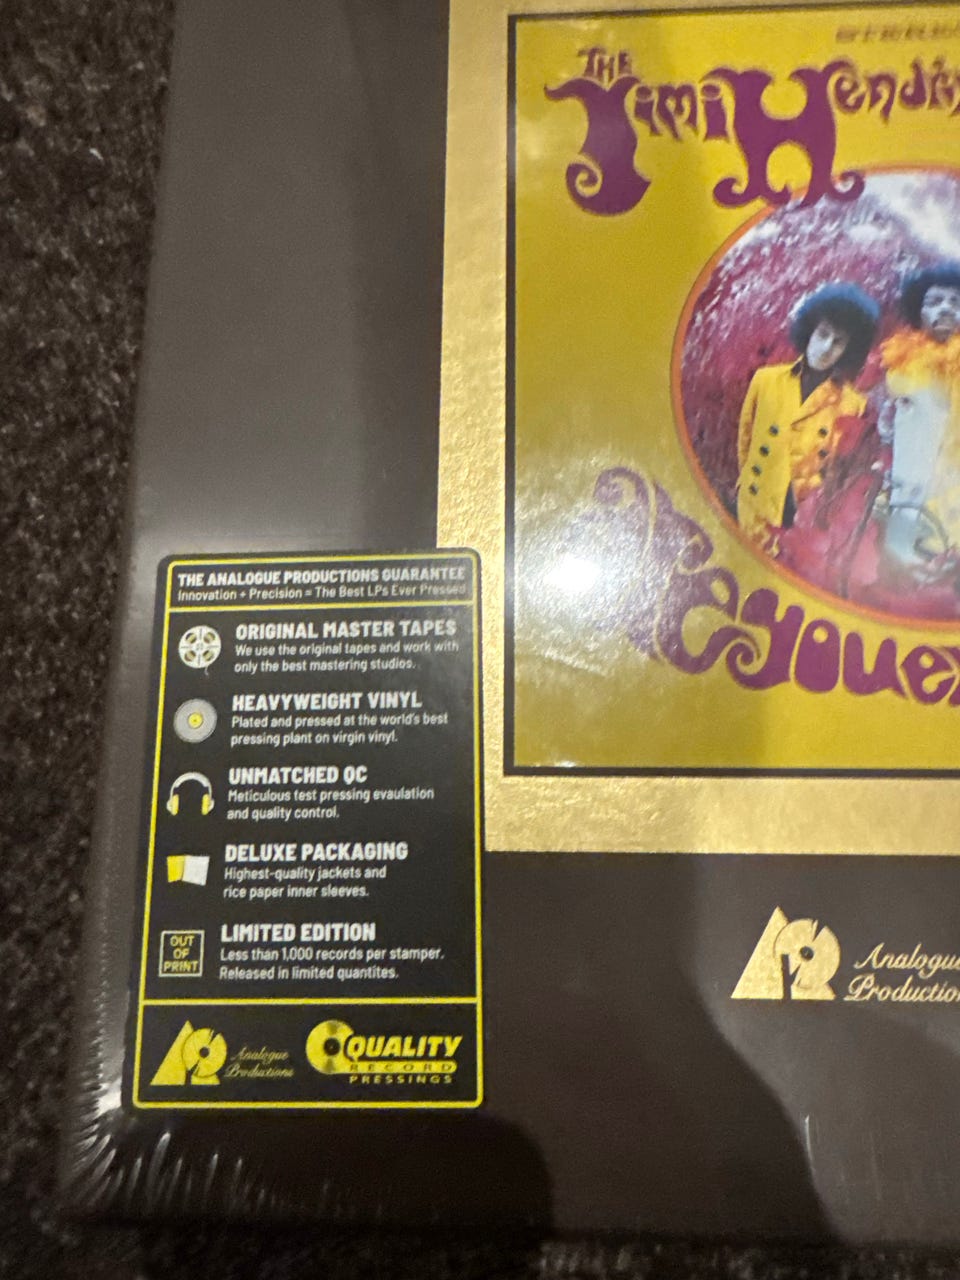 THE
Jimi Hendrix
eyouex
THE ANALOGUE PRODUCTIONS GUARANTEE
Innovation + Precision = The Best LPs Ever Pressed
ORIGINAL MASTER TAPES
We use the original tapes and work with
only the best mastering studios.
HEAVYWEIGHT VINYL
Plated and pressed at the world's best
pressing plant on virgin vinyl.
UNMATCHED QC
Meticulous test pressing evaulation
and quality control.
DELUXE PACKAGING
Highest-quality jackets and
rice paper inner sleeves.
OUT
OF
PRINT
LIMITED EDITION
Less than 1,000 records per stamper.
Released in limited quantites.
Analogue
Productions
QUALITY
RECORD
PRESSINGS
Analogue
Productions